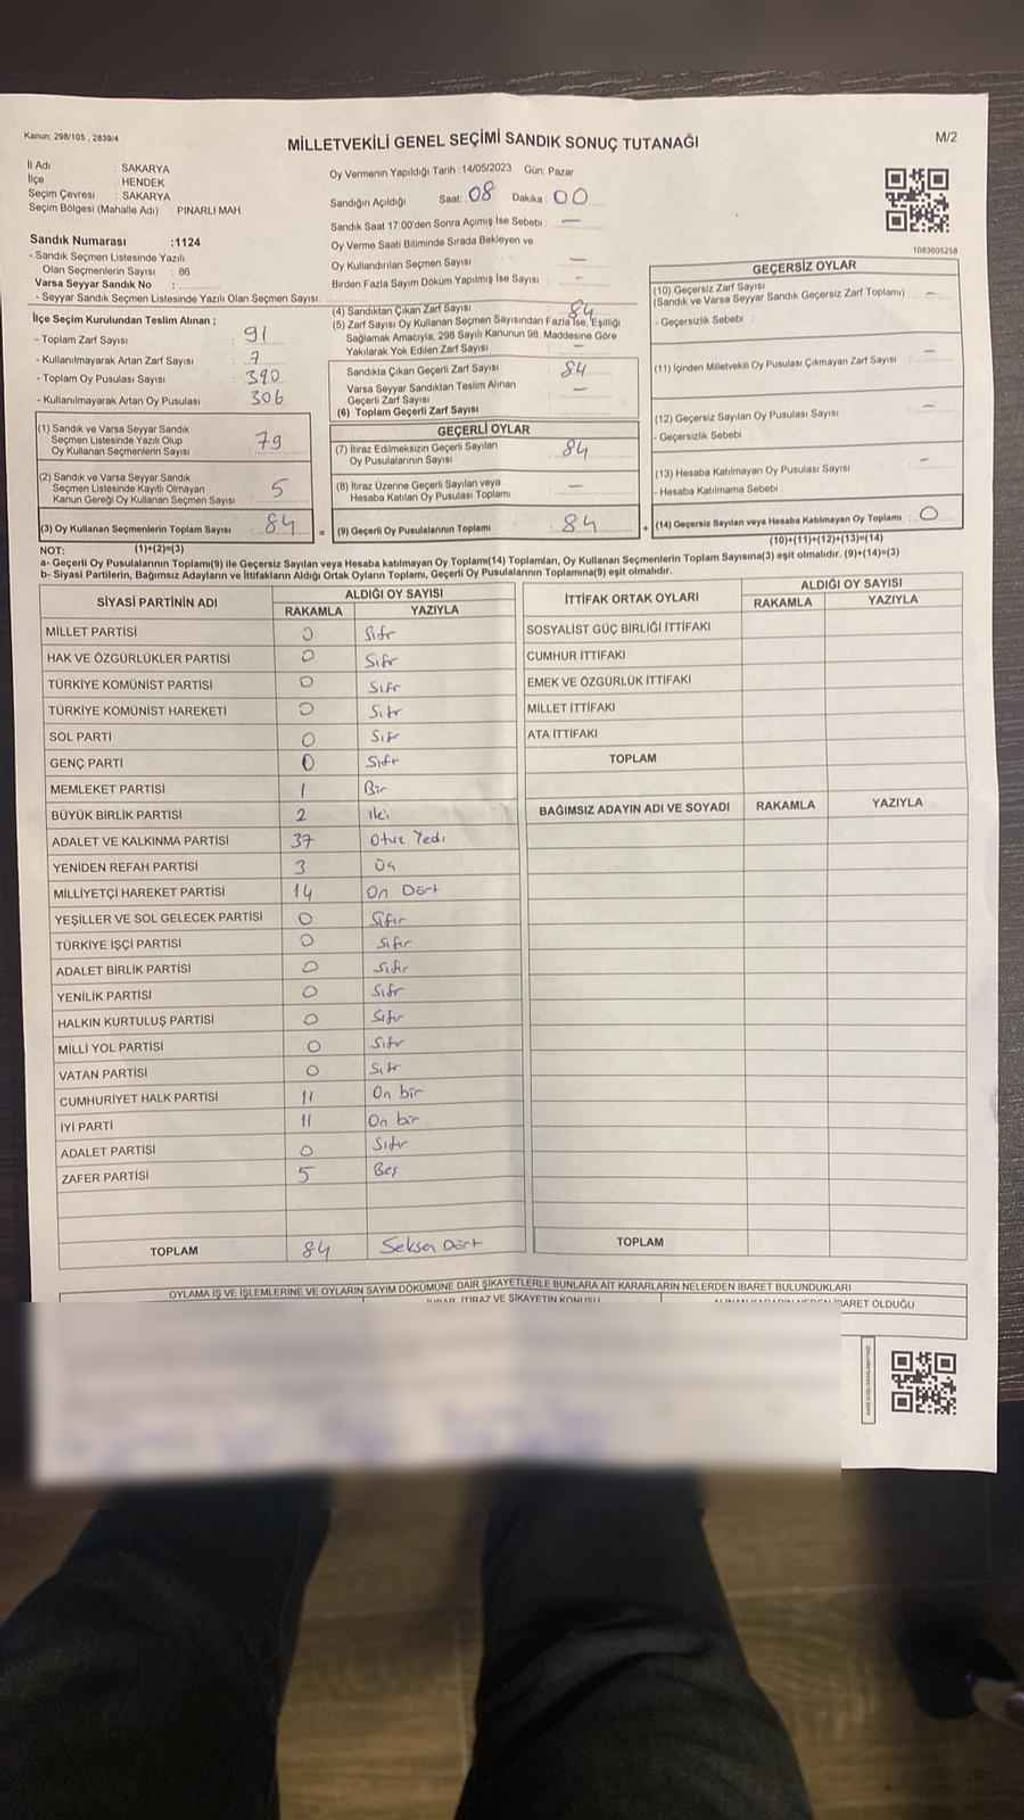 Kanun: 298/105 , 2839/4
MİLLETVEKİLİ GENEL SEÇİMİ SANDIK SONUÇ TUTANAĞI
M/2
İl Adı SAKARYA
İlçe HENDEK
Seçim Çevresi SAKARYA
Seçim Bölgesi (Mahalle Adı) PINARLI MAH
Sandık Numarası :1124
- Sandık Seçmen Listesinde Yazılı
Olan Seçmenlerin Sayısı : 86
Varsa Seyyar Sandık No :
- Seyyar Sandık Seçmen Listesinde Yazılı Olan Seçmen Sayısı
İlçe Seçim Kurulundan Teslim Alınan ;
- Toplam Zarf Sayısı 91
- Kullanılmayarak Artan Zarf Sayısı 7
- Toplam Oy Pusulası Sayısı 390
- Kullanılmayarak Artan Oy Pusulası 306
(1) Sandık ve Varsa Seyyar Sandık
Seçmen Listesinde Yazılı Olup
Oy Kullanan Seçmenlerin Sayısı 79
(2) Sandık ve Varsa Seyyar Sandık
Seçmen Listesinde Kayıtlı Olmayan
Kanun Gereği Oy Kullanan Seçmen Sayısı 5
(3) Oy Kullanan Seçmenlerin Toplam Sayısı 84 =
(1)+(2)=(3)
Oy Vermenin Yapıldığı Tarih :14/05/2023 Gün: Pazar
Sandığın Açıldığı Saat: 08 Dakika: 00
Sandık Saat 17:00'den Sonra Açımış İse Sebebi : —
Oy Verme Saati Bitiminde Sırada Bekleyen ve
Oy Kullandırılan Seçmen Sayısı —
Birden Fazla Sayım Döküm Yapılmış İse Sayısı —
(4) Sandıktan Çıkan Zarf Sayısı 84
(5) Zarf Sayısı Oy Kullanan Seçmen Sayısından Fazla İse, Eşitliği
Sağlamak Amacıyla, 298 Sayılı Kanunun 98. Maddesine Göre
Yakılarak Yok Edilen Zarf Sayısı —
Sandıkta Çıkan Geçerli Zarf Sayısı 84
Varsa Seyyar Sandıktan Teslim Alınan
Geçerli Zarf Sayısı —
(6) Toplam Geçerli Zarf Sayısı
GEÇERLİ OYLAR
(7) İtiraz Edilmeksizin Geçerli Sayılan
Oy Pusulalarının Sayısı 84
(8) İtiraz Üzerine Geçerli Sayılan veya
Hesaba Katılan Oy Pusulası Toplamı —
(9) Geçerli Oy Pusulalarının Toplamı 84 +
1083605258
GEÇERSİZ OYLAR
(10) Geçersiz Zarf Sayısı
(Sandık ve Varsa Seyyar Sandık Geçersiz Zarf Toplamı) —
- Geçersizlik Sebebi :
(11) İçinden Milletvekili Oy Pusulası Çıkmayan Zarf Sayısı —
(12) Geçersiz Sayılan Oy Pusulası Sayısı —
- Geçersizlik Sebebi
(13) Hesaba Katılmayan Oy Pusulası Sayısı —
- Hesaba Katılmama Sebebi :
(14) Geçersiz Sayılan veya Hesaba Katılmayan Oy Toplamı : 0
(10)+(11)+(12)+(13)=(14)
NOT:
a- Geçerli Oy Pusulalarının Toplamı(9) ile Geçersiz Sayılan veya Hesaba katılmayan Oy Toplamı(14) Toplamları, Oy Kullanan Seçmenlerin Toplam Sayısına(3) eşit olmalıdır. (9)+(14)=(3)
b- Siyasi Partilerin, Bağımsız Adayların ve İttifakların Aldığı Ortak Oyların Toplamı, Geçerli Oy Pusulalarının Toplamına(9) eşit olmalıdır.
SİYASİ PARTİNİN ADI ALDIĞI OY SAYISI
RAKAMLA YAZIYLA
MİLLET PARTİSİ 0 Sıfır
HAK VE ÖZGÜRLÜKLER PARTİSİ 0 Sıfır
TÜRKİYE KOMÜNİST PARTİSİ 0 Sıfır
TÜRKİYE KOMÜNİST HAREKETİ 0 Sıfır
SOL PARTİ 0 Sıfır
GENÇ PARTİ 0 Sıfır
MEMLEKET PARTİSİ 1 Bir
BÜYÜK BİRLİK PARTİSİ 2 iki
ADALET VE KALKINMA PARTİSİ 37 Otuz Yedi
YENİDEN REFAH PARTİSİ 3 Üç
MİLLİYETÇİ HAREKET PARTİSİ 14 On Dört
YEŞİLLER VE SOL GELECEK PARTİSİ 0 Sıfır
TÜRKİYE İŞÇİ PARTİSİ 0 Sıfır
ADALET BİRLİK PARTİSİ 0 Sıfır
YENİLİK PARTİSİ 0 Sıfır
HALKIN KURTULUŞ PARTİSİ 0 Sıfır
MİLLİ YOL PARTİSİ 0 Sıfır
VATAN PARTİSİ 0 Sıfır
CUMHURİYET HALK PARTİSİ 11 On bir
İYİ PARTİ 11 On bir
ADALET PARTİSİ 0 Sıfır
ZAFER PARTİSİ 5 Beş
TOPLAM 84 Seksen Dört
İTTİFAK ORTAK OYLARI ALDIĞI OY SAYISI
RAKAMLA YAZIYLA
SOSYALİST GÜÇ BİRLİĞİ İTTİFAKI
CUMHUR İTTİFAKI
EMEK VE ÖZGÜRLÜK İTTİFAKI
MİLLET İTTİFAKI
ATA İTTİFAKI
TOPLAM
BAĞIMSIZ ADAYIN ADI VE SOYADI RAKAMLA YAZIYLA
TOPLAM
OYLAMA İŞ VE İŞLEMLERİNE VE OYLARIN SAYIM DÖKÜMÜNE DAİR ŞİKAYETLERLE BUNLARA AİT KARARLARIN NELERDEN İBARET BULUNDUKLARI
İTİRAZ VE ŞİKAYETİN KONUSU
İBARET OLDUĞU